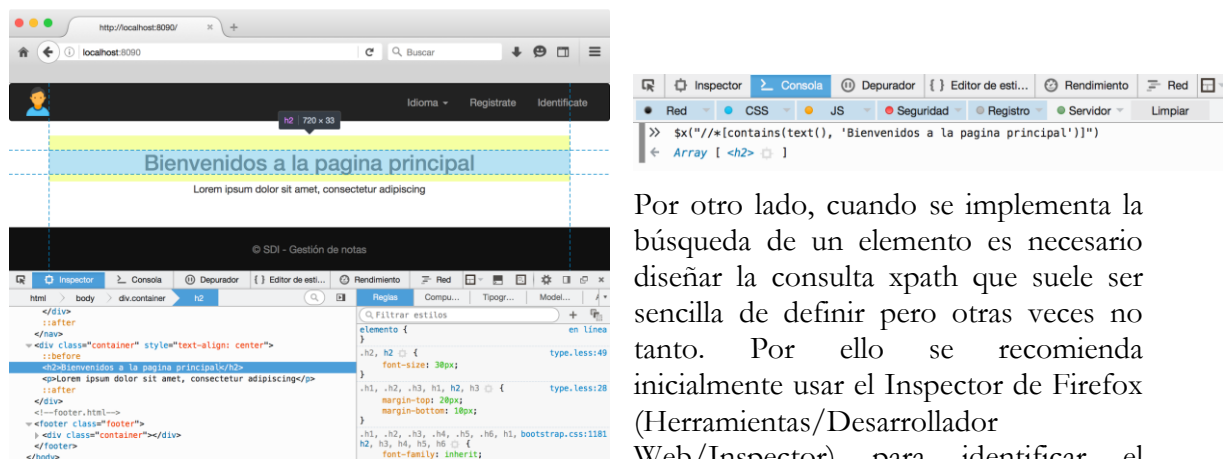 http://localhost:8090/ × +
localhost:8090 Buscar
Idioma Registrate Identificate
h2 720 × 33
Bienvenidos a la pagina principal
Lorem ipsum dolor sit amet, consectetur adipiscing
© SDI - Gestión de notas
Inspector Consola Depurador { } Editor de esti... Rendimiento Red
html body div.container h2
Reglas Compu... Tipogr... Model...
</div>
::after
</nav>
<div class="container" style="text-align: center">
::before
<h2>Bienvenidos a la pagina principal</h2>
<p>Lorem ipsum dolor sit amet, consectetur adipiscing</p>
::after
</div>
<!--footer.html-->
<footer class="footer">
<div class="container"></div>
</footer>
</body>
Filtrar estilos +
elemento { en línea
}
.h2, h2 { type.less:49
font-size: 30px;
}
.h1, .h2, .h3, h1, h2, h3 { type.less:28
margin-top: 20px;
margin-bottom: 10px;
}
.h1, .h2, .h3, .h4, .h5, .h6, h1, bootstrap.css:1181
h2, h3, h4, h5, h6 {
font-family: inherit;
Inspector Consola Depurador { } Editor de esti... Rendimiento Red
Red CSS JS Seguridad Registro Servidor Limpiar
» $x("//*[contains(text(), 'Bienvenidos a la pagina principal')]")
← Array [ <h2> ]
Por otro lado, cuando se implementa la
búsqueda de un elemento es necesario
diseñar la consulta xpath que suele ser
sencilla de definir pero otras veces no
tanto. Por ello se recomienda
inicialmente usar el Inspector de Firefox
(Herramientas/Desarrollador
Web/Inspector) para identificar el